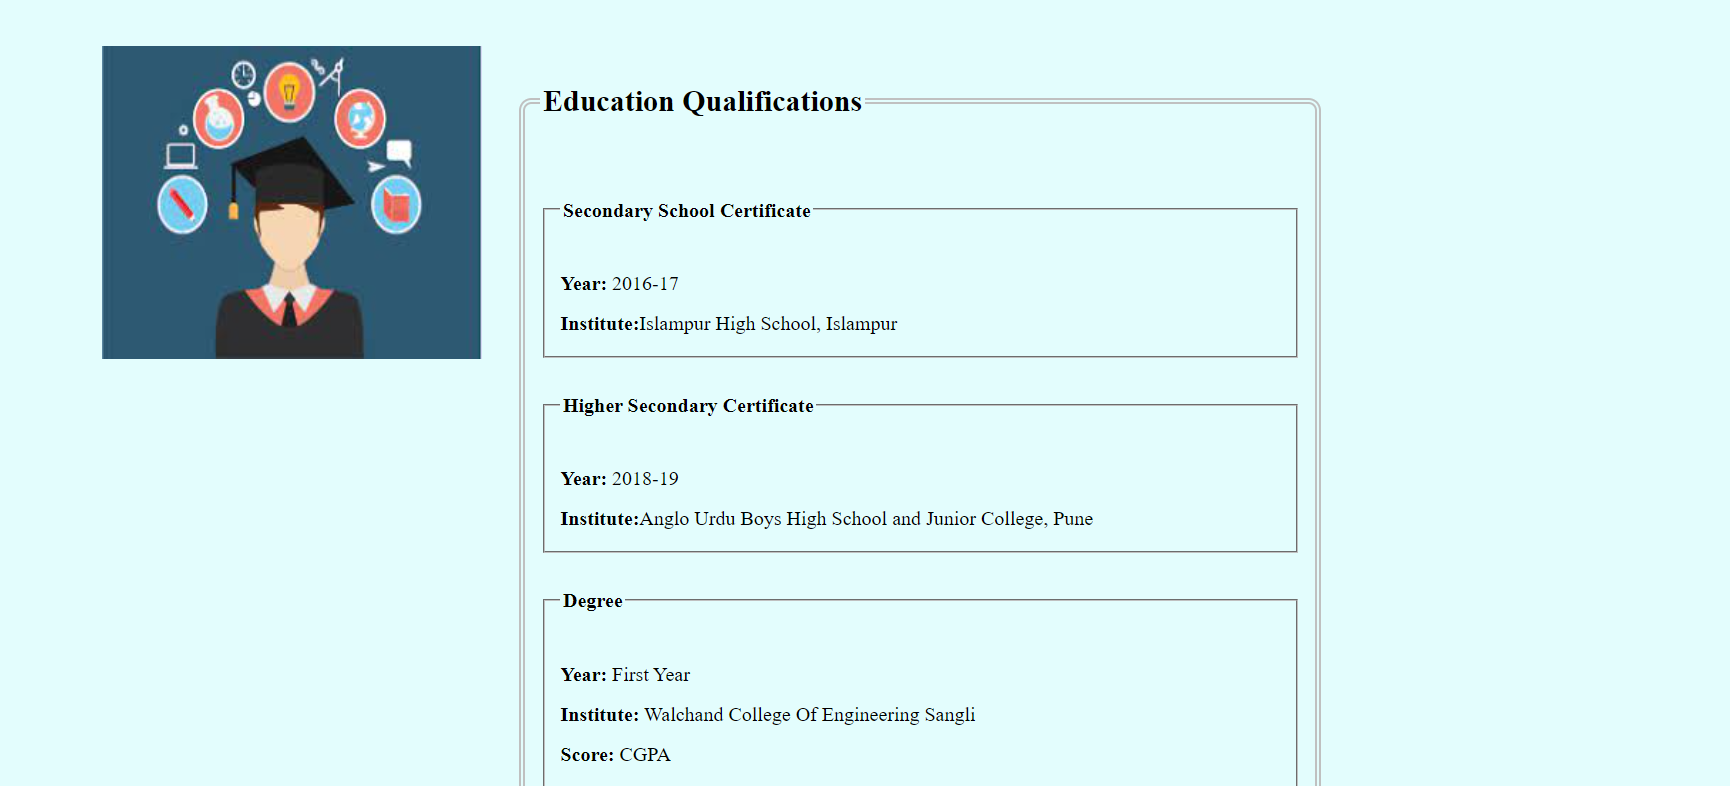 Education Qualifications
Secondary School Certificate
Year: 2016-17
Institute:Islampur High School, Islampur
Higher Secondary Certificate
Year: 2018-19
Institute:Anglo Urdu Boys High School and Junior College, Pune
Degree
Year: First Year
Institute: Walchand College Of Engineering Sangli
Score: CGPA